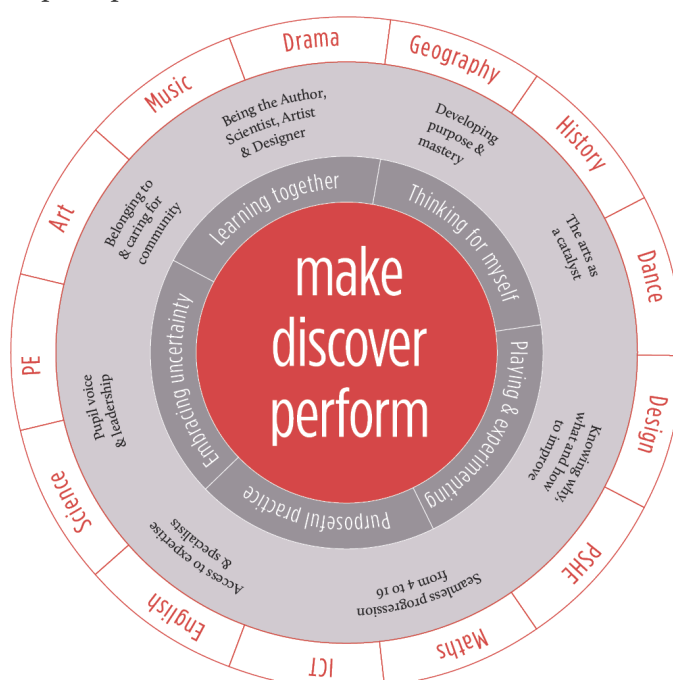 make
discover
perform
Learning together
Thinking for myself
Playing & experimenting
Purposeful practice
Embracing uncertainty
Being the Author,
Scientist, Artist
& Designer
Developing
purpose &
mastery
The arts as
a catalyst
Knowing why,
what and how
to improve
Seamless progression
from 4 to 16
Access to expertise
& specialists
Pupil voice
& leadership
Belonging to
& caring for
community
Drama
Geography
History
Dance
Design
PSHE
Maths
ICT
English
Science
PE
Art
Music